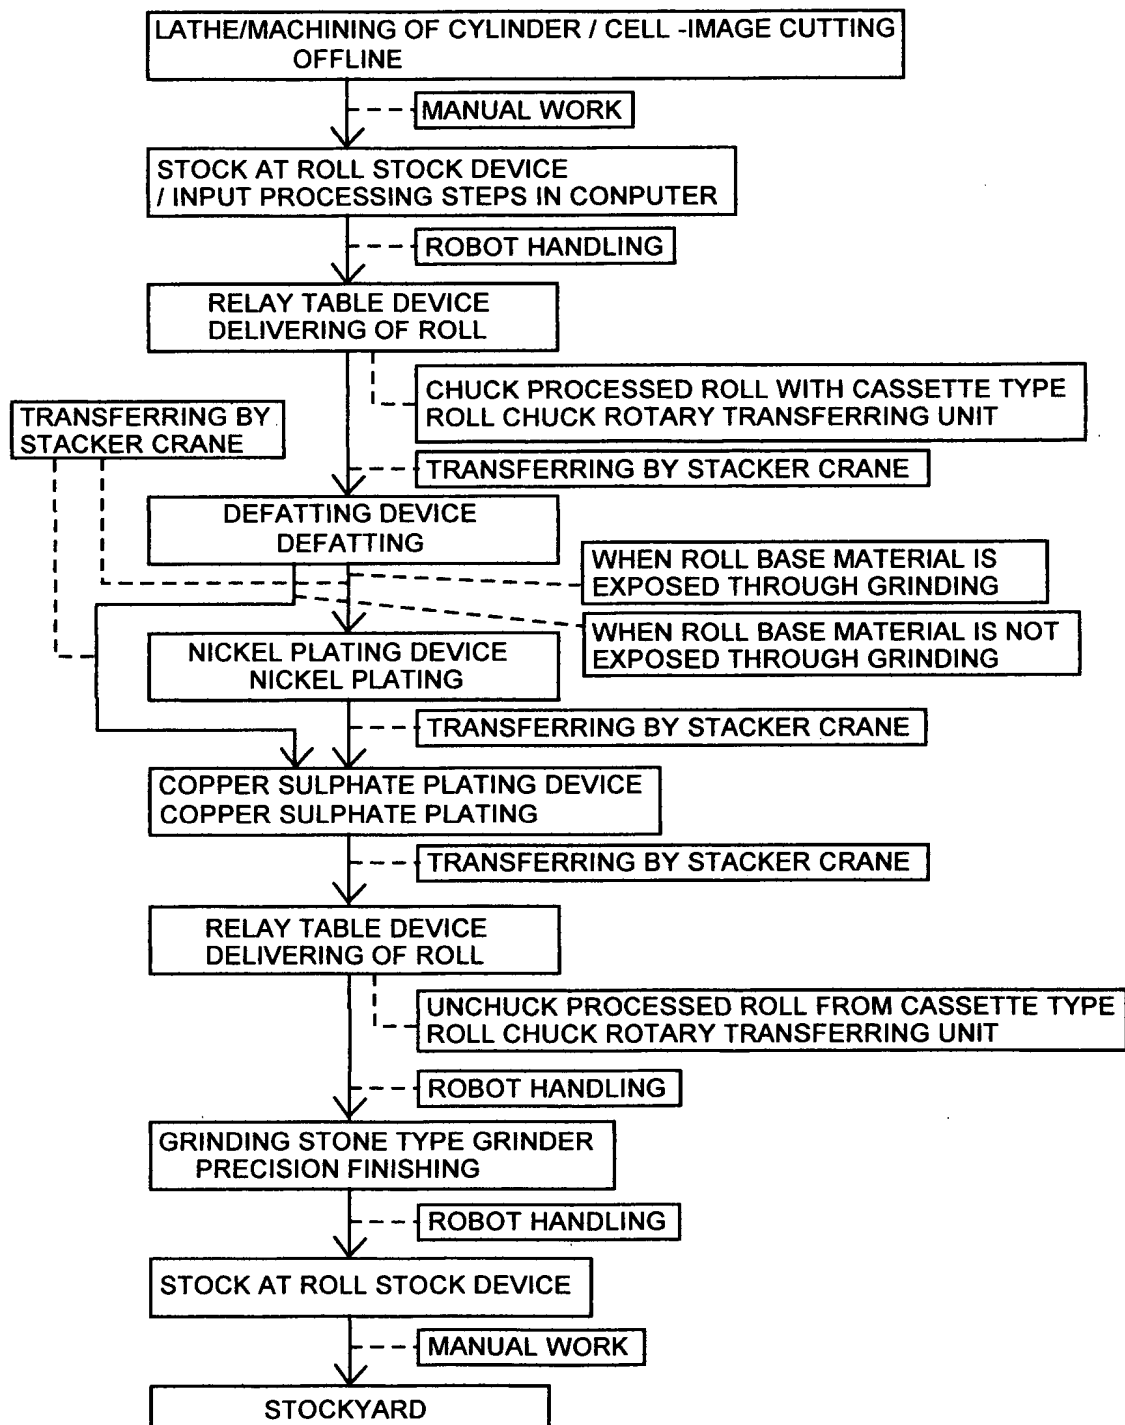 LATHE/MACHINING OF CYLINDER / CELL -IMAGE CUTTING
OFFLINE
MANUAL WORK
STOCK AT ROLL STOCK DEVICE
/ INPUT PROCESSING STEPS IN CONPUTER
ROBOT HANDLING
RELAY TABLE DEVICE
DELIVERING OF ROLL
CHUCK PROCESSED ROLL WITH CASSETTE TYPE
ROLL CHUCK ROTARY TRANSFERRING UNIT
TRANSFERRING BY
STACKER CRANE
TRANSFERRING BY STACKER CRANE
DEFATTING DEVICE
DEFATTING
WHEN ROLL BASE MATERIAL IS
EXPOSED THROUGH GRINDING
WHEN ROLL BASE MATERIAL IS NOT
EXPOSED THROUGH GRINDING
NICKEL PLATING DEVICE
NICKEL PLATING
TRANSFERRING BY STACKER CRANE
COPPER SULPHATE PLATING DEVICE
COPPER SULPHATE PLATING
TRANSFERRING BY STACKER CRANE
RELAY TABLE DEVICE
DELIVERING OF ROLL
UNCHUCK PROCESSED ROLL FROM CASSETTE TYPE
ROLL CHUCK ROTARY TRANSFERRING UNIT
ROBOT HANDLING
GRINDING STONE TYPE GRINDER
PRECISION FINISHING
ROBOT HANDLING
STOCK AT ROLL STOCK DEVICE
MANUAL WORK
STOCKYARD